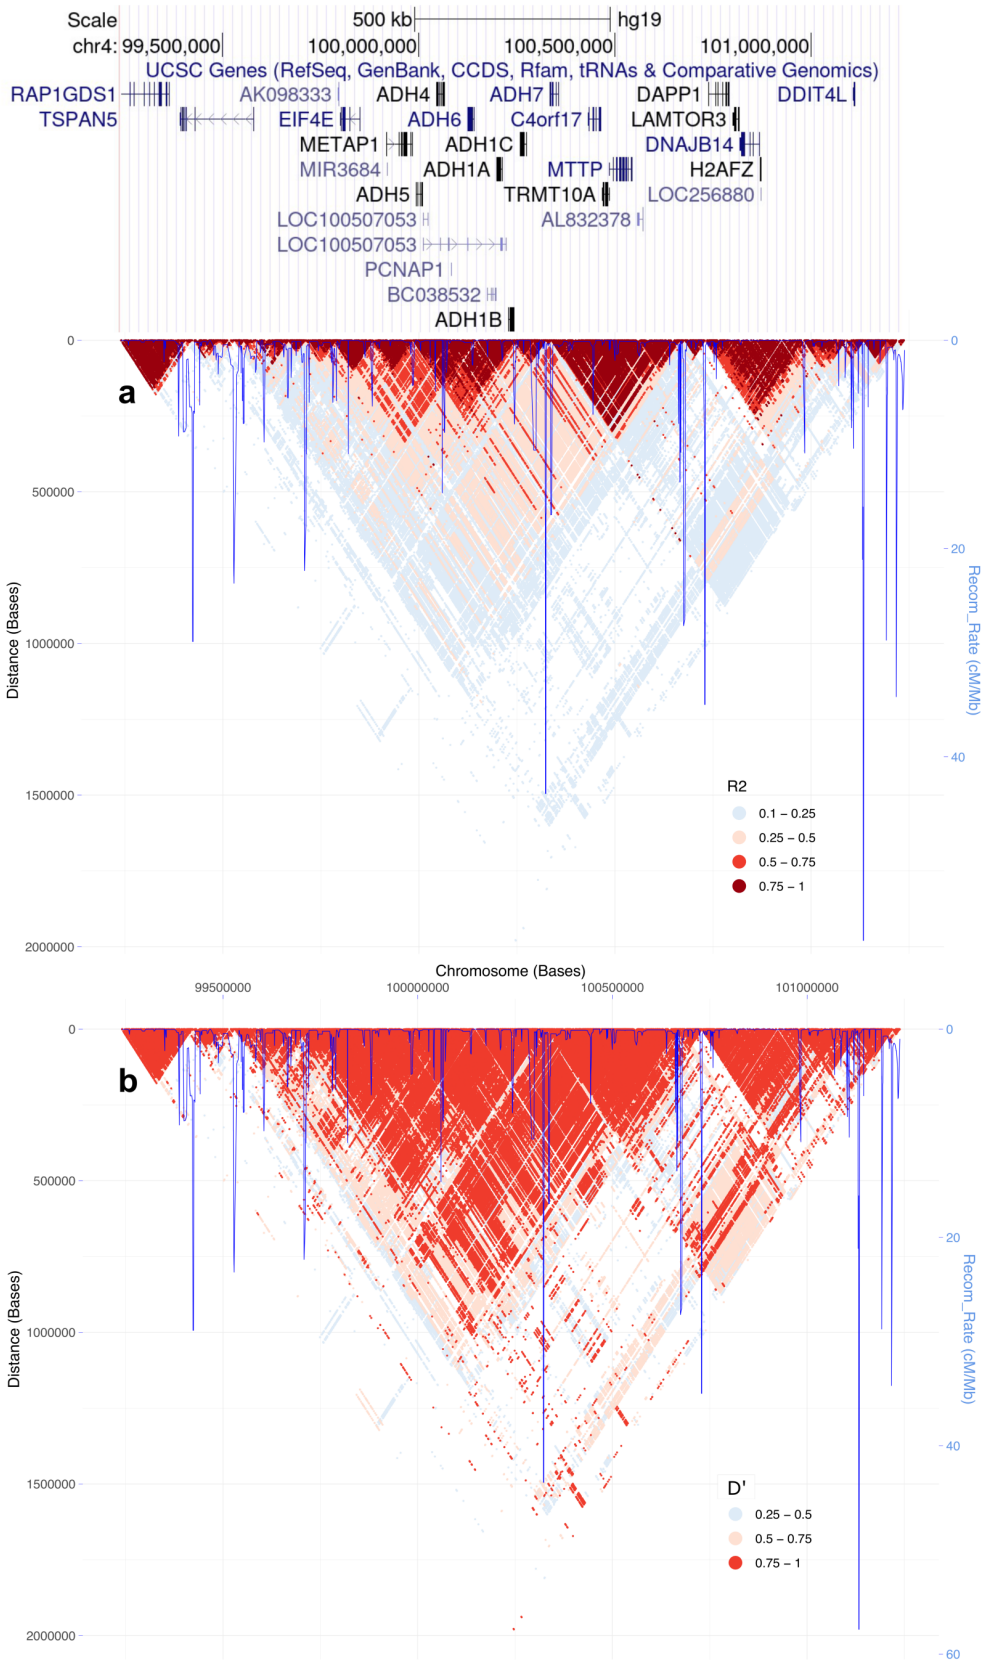 Scale 500 kb hg19
chr4: 99,500,000 100,000,000 100,500,000 101,000,000
UCSC Genes (RefSeq, GenBank, CCDS, Rfam, tRNAs & Comparative Genomics)
RAP1GDS1 AK098333 ADH4 ADH7 DAPP1 DDIT4L
TSPAN5 EIF4E ADH6 C4orf17 LAMTOR3
METAP1 ADH1C DNAJB14
MIR3684 ADH1A MTTP H2AFZ
ADH5 TRMT10A LOC256880
LOC100507053 AL832378
LOC100507053
PCNAP1
BC038532
ADH1B
0 0
a
500000
20
Distance (Bases)
Recom_Rate (cM/Mb)
1000000
40
R2
1500000
0.1 – 0.25
0.25 – 0.5
0.5 – 0.75
0.75 – 1
2000000
Chromosome (Bases)
99500000 100000000 100500000 101000000
0 0
b
500000
20
Distance (Bases)
Recom_Rate (cM/Mb)
1000000
40
1500000
D'
0.25 – 0.5
0.5 – 0.75
0.75 – 1
2000000
60